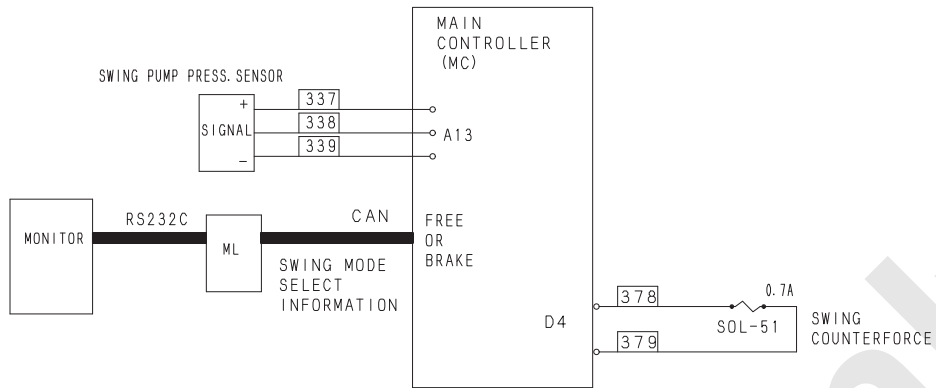 MAIN
CONTROLLER
(MC)
SWING PUMP PRESS. SENSOR
+
SIGNAL
−
337
338
339
A13
MONITOR
RS232C
ML
CAN
SWING MODE
SELECT
INFORMATION
FREE
OR
BRAKE
D4
378
379
0.7A
SOL-51
SWING
COUNTERFORCE